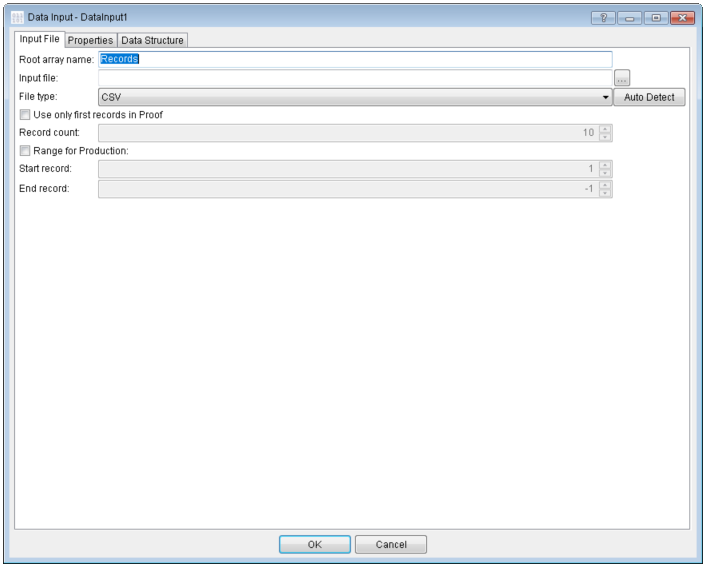 Data Input - DataInput1
Input File Properties Data Structure
Root array name: Records
Input file: ...
File type: CSV Auto Detect
Use only first records in Proof
Record count: 10
Range for Production:
Start record: 1
End record: -1
OK Cancel